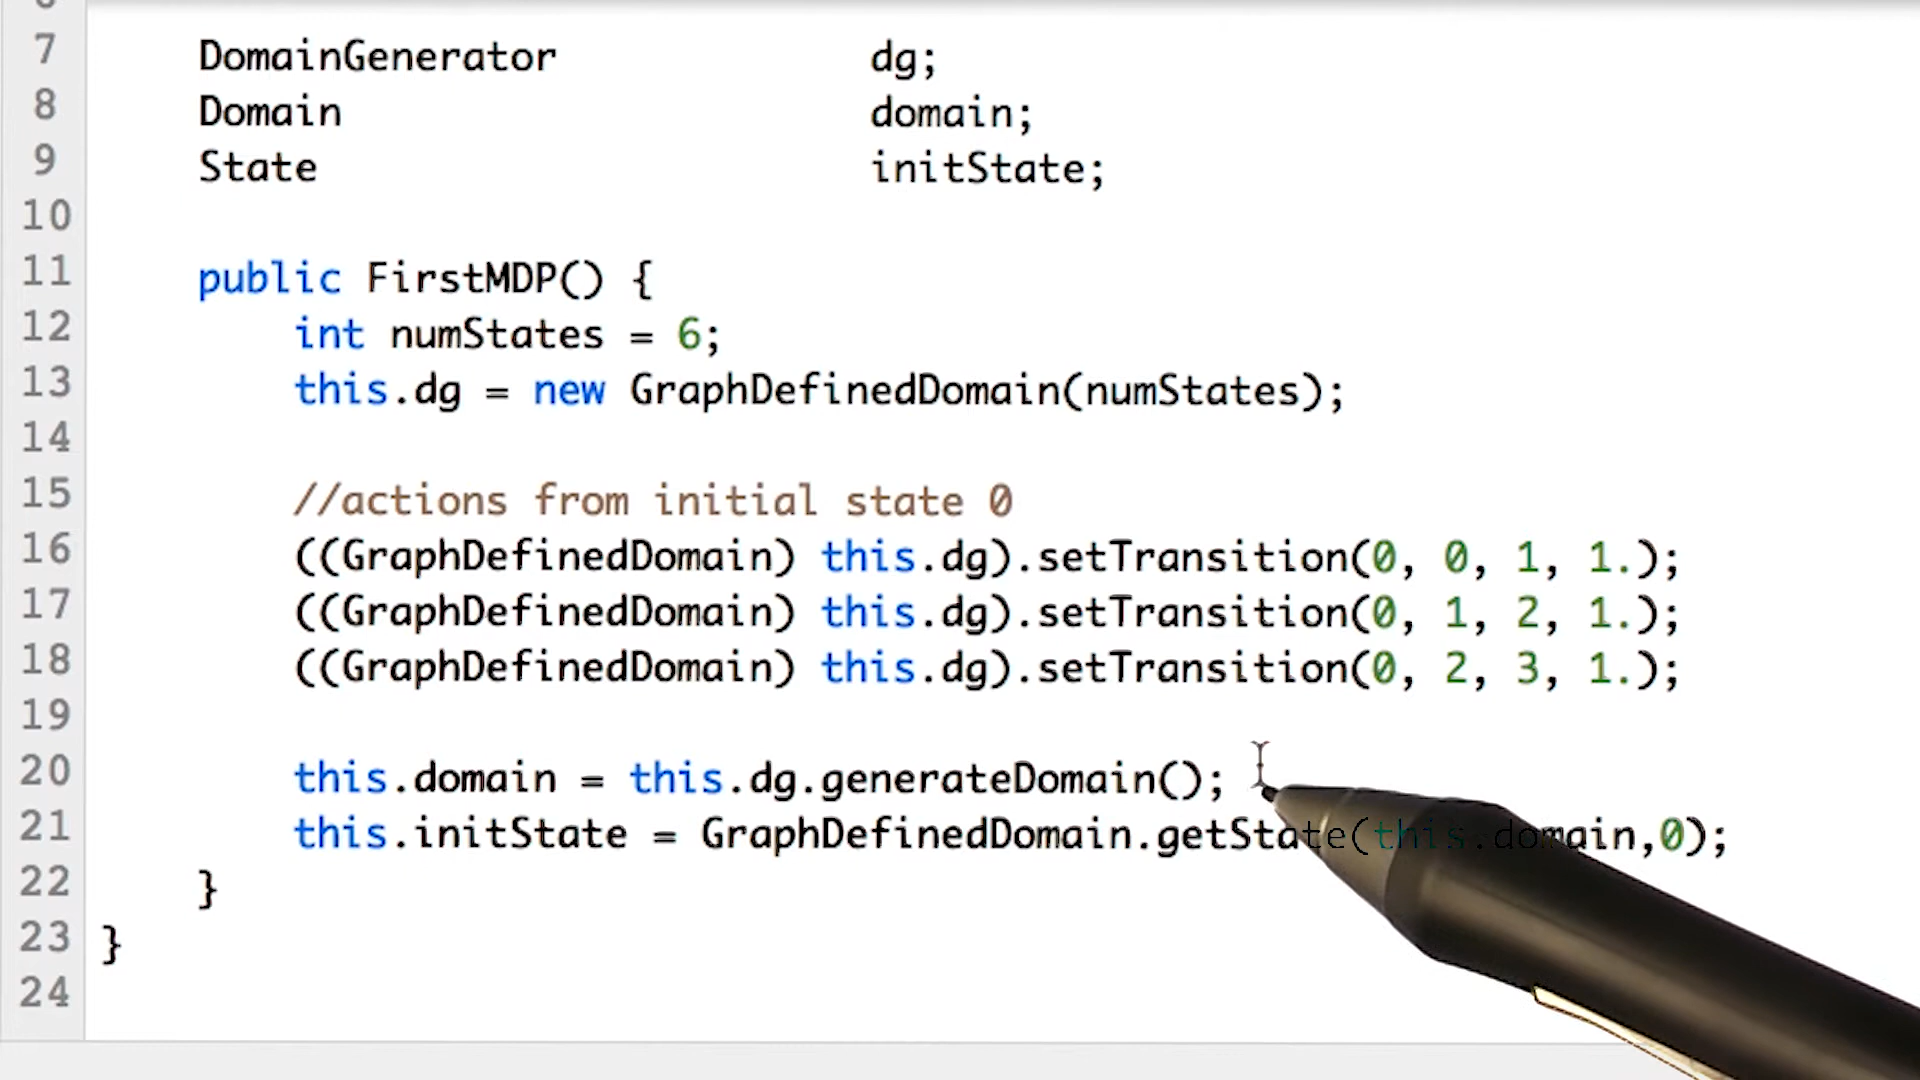 7 DomainGenerator dg;
8 Domain domain;
9 State initState;
10
11 public FirstMDP() {
12 int numStates = 6;
13 this.dg = new GraphDefinedDomain(numStates);
14
15 //actions from initial state 0
16 ((GraphDefinedDomain) this.dg).setTransition(0, 0, 1, 1.);
17 ((GraphDefinedDomain) this.dg).setTransition(0, 1, 2, 1.);
18 ((GraphDefinedDomain) this.dg).setTransition(0, 2, 3, 1.);
19
20 this.domain = this.dg.generateDomain();
21 this.initState = GraphDefinedDomain.getState(this.domain,0);
22 }
23 }
24